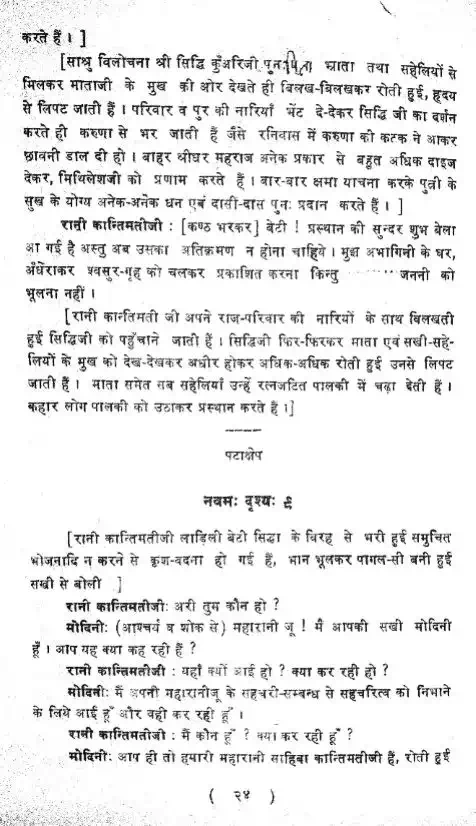 करते हैं । ]
[साश्रु विलोचना श्री सिद्धि कुँअरिजी पुनः भ्राता तथा सहेलियों से
मिलकर माताजी के मुख की ओर देखते ही बिलख-बिलखकर रोती हुई, हृदय
से लिपट जाती हैं । परिवार व पुर की नारियाँ भेंट दे-देकर सिद्धि जी का दर्शन
करते ही करुणा से भर जाती हैं जैसे रनिवास में करुणा की कटक ने आकर
छावनी डाल दी हो । बाहर श्रीधर महराज अनेक प्रकार से बहुत अधिक दाइज
देकर, मिथिलेशजी को प्रणाम करते हैं । बार-बार क्षमा याचना करके पुत्री के
सुख के योग्य अनेक-अनेक धन एवं दासी-दास पुनः प्रदान करते हैं । ]
रानी कान्तिमतीजी : [कण्ठ भरकर] बेटी ! प्रस्थान की सुन्दर शुभ बेला
आ गई है अस्तु अब उसका अतिक्रमण न होना चाहिये । मुझ अभागिनी के घर,
अँधेराकर श्वसुर-गृह को चलकर प्रकाशित करना किन्तु ........ जननी को
भूलना नहीं ।
[रानी कान्तिमती जी अपने राज-परिवार की नारियों के साथ बिलखती
हुई सिद्धिजी को पहुँचाने जाती हैं । सिद्धिजी फिर-फिरकर माता एवं सखी-सहे-
लियों के मुख को देख-देखकर अधीर होकर अधिक-अधिक रोती हुई उनसे लिपट
जाती हैं । माता समेत सब सहेलियाँ उन्हें रत्नजटित पालकी में चढ़ा देती हैं ।
कहार लोग पालकी को उठाकर प्रस्थान करते हैं ।]
पटाक्षेप
नवमः दृश्यः ९
[रानी कान्तिमतीजी लाड़िली बेटी सिद्धा के विरह से भरी हुई समुचित
भोजनादि न करने से कृश-वदना हो गई हैं, भान भूलकर पागल-सी बनी हुई
सखी से बोली ]
रानी कान्तिमतीजी : अरी तुम कौन हो ?
मोदिनी : (आश्चर्य व शोक से) महारानी जू ! मैं आपकी सखी मोदिनी
हूँ । आप यह क्या कह रही हैं ?
रानी कान्तिमतीजी : यहाँ क्यों आई हो ? क्या कर रही हो ?
मोदिनी : मैं अपनी महारानीजू के सहचरी-सम्बन्ध से सहचरित्व को निभाने
के लिये आई हूँ और वही कर रही हूँ ।
रानी कान्तिमतीजी : मैं कौन हूँ ? क्या कर रही हूँ ?
मोदिनी : आप ही तो हमारी महारानी साहिबा कान्तिमतीजी हैं, रोती हुई
( २४ )